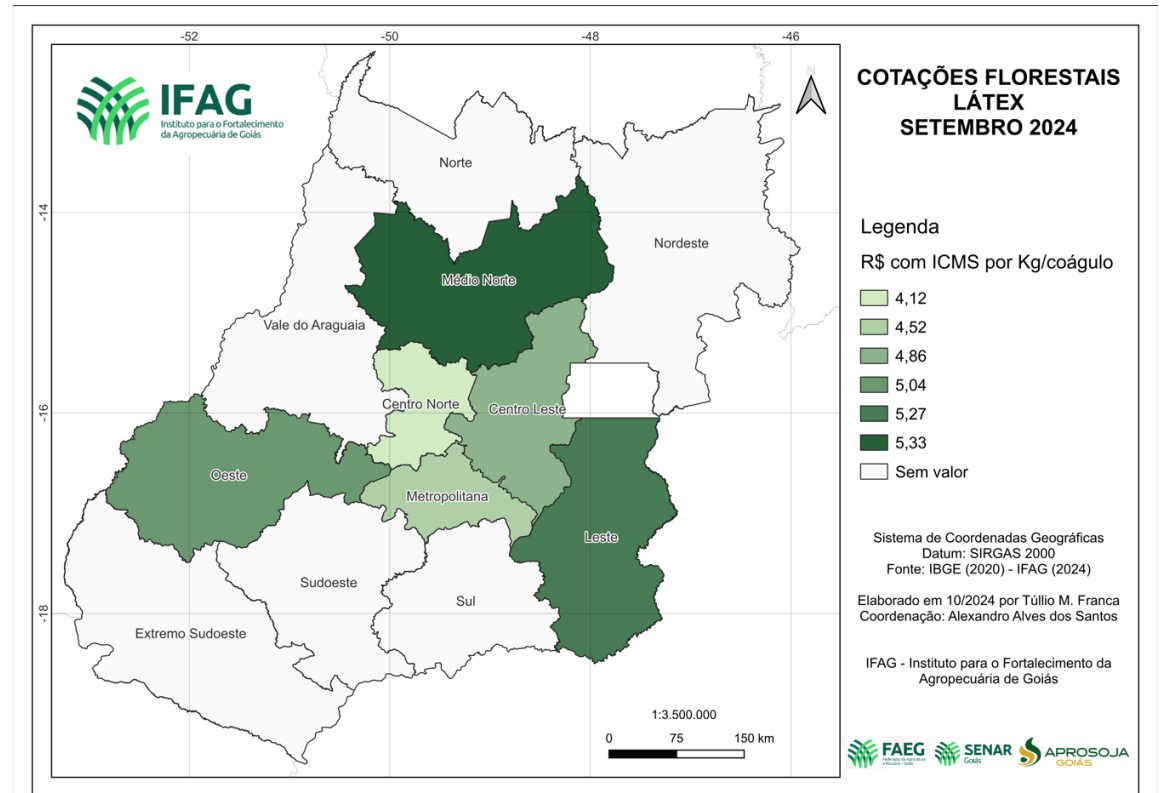 -52
-50
-48
-46
IFAG
Instituto para o Fortalecimento
da Agropecuária de Goiás
N
COTAÇÕES FLORESTAIS
LÁTEX
SETEMBRO 2024
Norte
-14
Nordeste
Médio Norte
Vale do Araguaia
Centro Norte
Centro Leste
-16
Oeste
Metropolitana
Leste
Sudoeste
Sul
-18
Extremo Sudoeste
1:3.500.000
0 75 150 km
Legenda
R$ com ICMS por Kg/coágulo
4,12
4,52
4,86
5,04
5,27
5,33
Sem valor
Sistema de Coordenadas Geográficas
Datum: SIRGAS 2000
Fonte: IBGE (2020) - IFAG (2024)
Elaborado em 10/2024 por Túllio M. Franca
Coordenação: Alexandro Alves dos Santos
IFAG - Instituto para o Fortalecimento da
Agropecuária de Goiás
FAEG
Federação da Agricultura
e Pecuária - Goiás
SENAR
Goiás
APROSOJA
GOIÁS